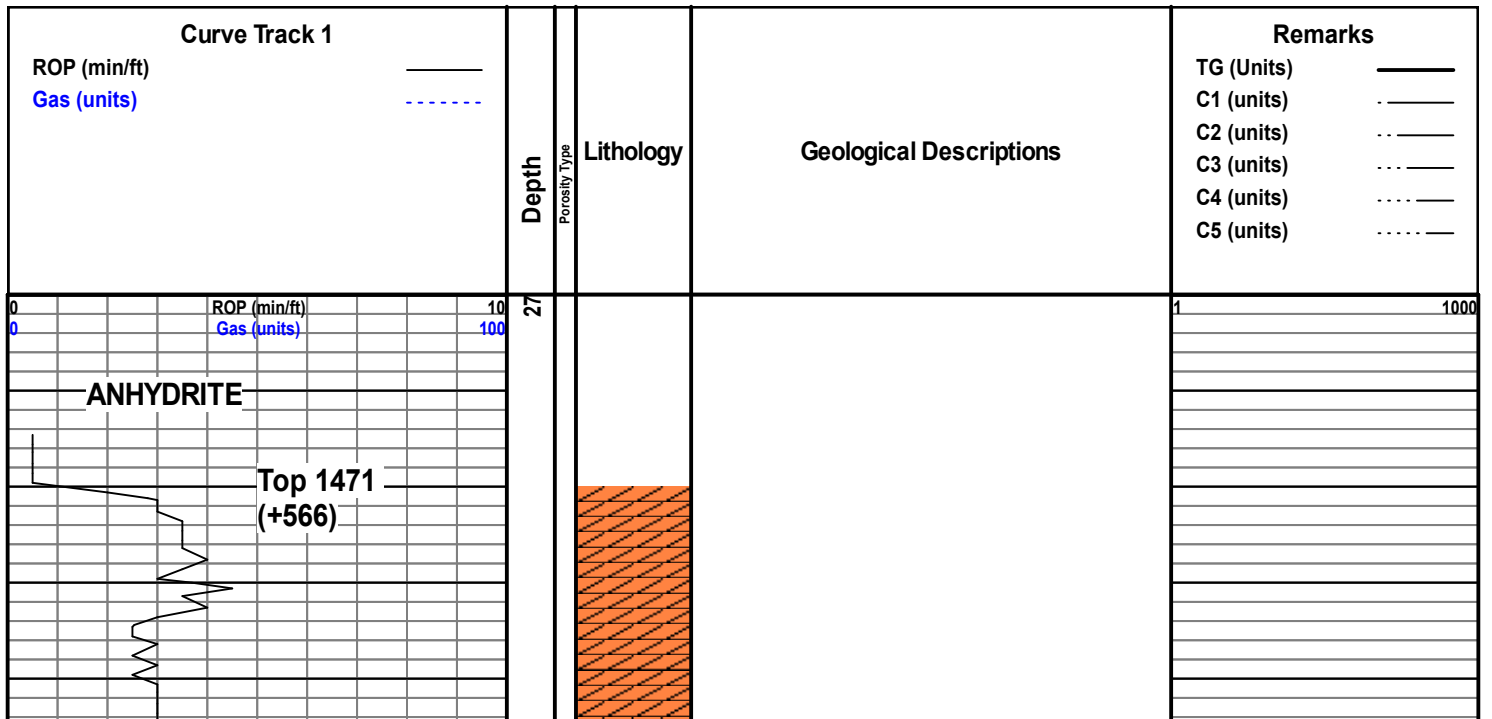 Curve Track 1
ROP (min/ft)
Gas (units)
Depth
Porosity Type
Lithology
Geological Descriptions
Remarks
TG (Units)
C1 (units)
C2 (units)
C3 (units)
C4 (units)
C5 (units)
0 ROP (min/ft) 10
0 Gas (units) 100
27
1 1000
ANHYDRITE
Top 1471
(+566)